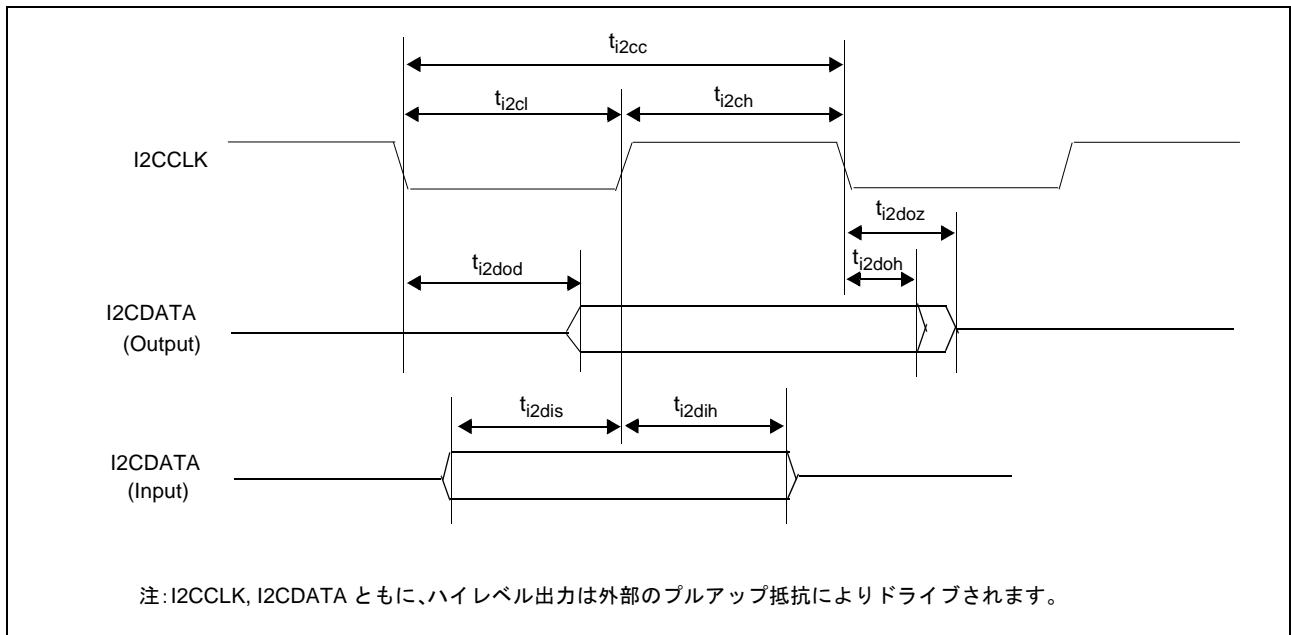 ti2cc
ti2cl
ti2ch
I2CCLK
ti2doz
ti2doh
ti2dod
I2CDATA
(Output)
ti2dis
ti2dih
I2CDATA
(Input)
注:I2CCLK, I2CDATA ともに、ハイレベル出力は外部のプルアップ抵抗によりドライブされます。